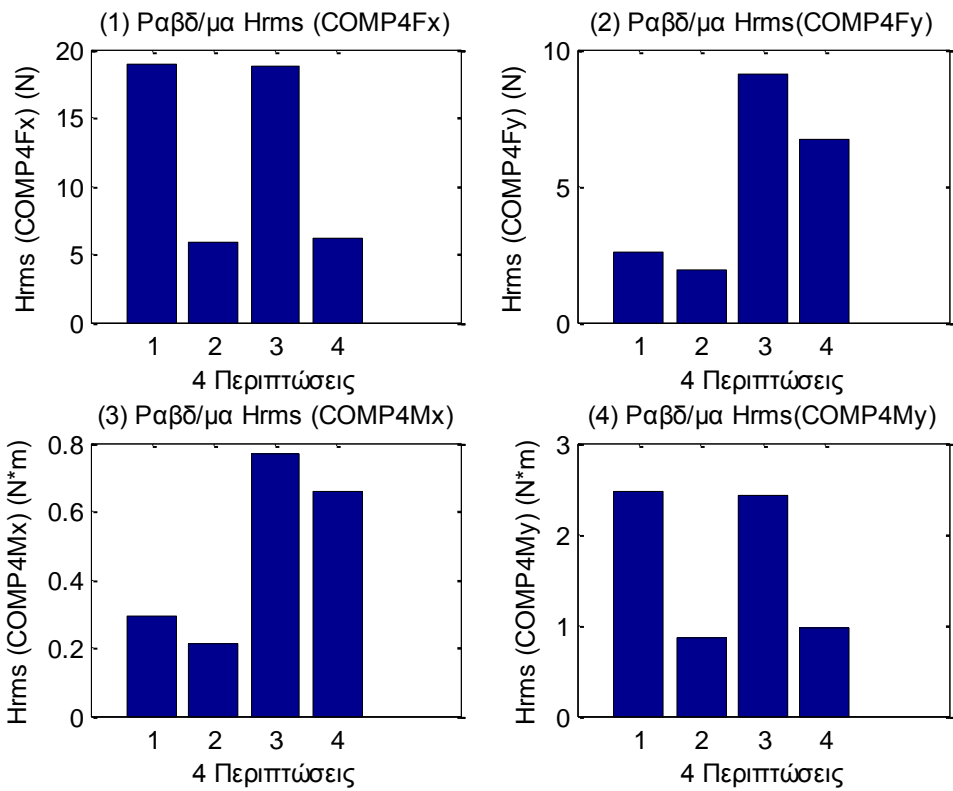 (1) Ραβδ/μα Hrms (COMP4Fx)
Hrms (COMP4Fx) (N)
20
15
10
5
0
1 2 3 4
4 Περιπτώσεις
(2) Ραβδ/μα Hrms(COMP4Fy)
Hrms (COMP4Fy) (N)
10
5
0
1 2 3 4
4 Περιπτώσεις
(3) Ραβδ/μα Hrms (COMP4Mx)
Hrms (COMP4Mx) (N*m)
0.8
0.6
0.4
0.2
0
1 2 3 4
4 Περιπτώσεις
(4) Ραβδ/μα Hrms(COMP4My)
Hrms (COMP4My) (N*m)
3
2
1
0
1 2 3 4
4 Περιπτώσεις